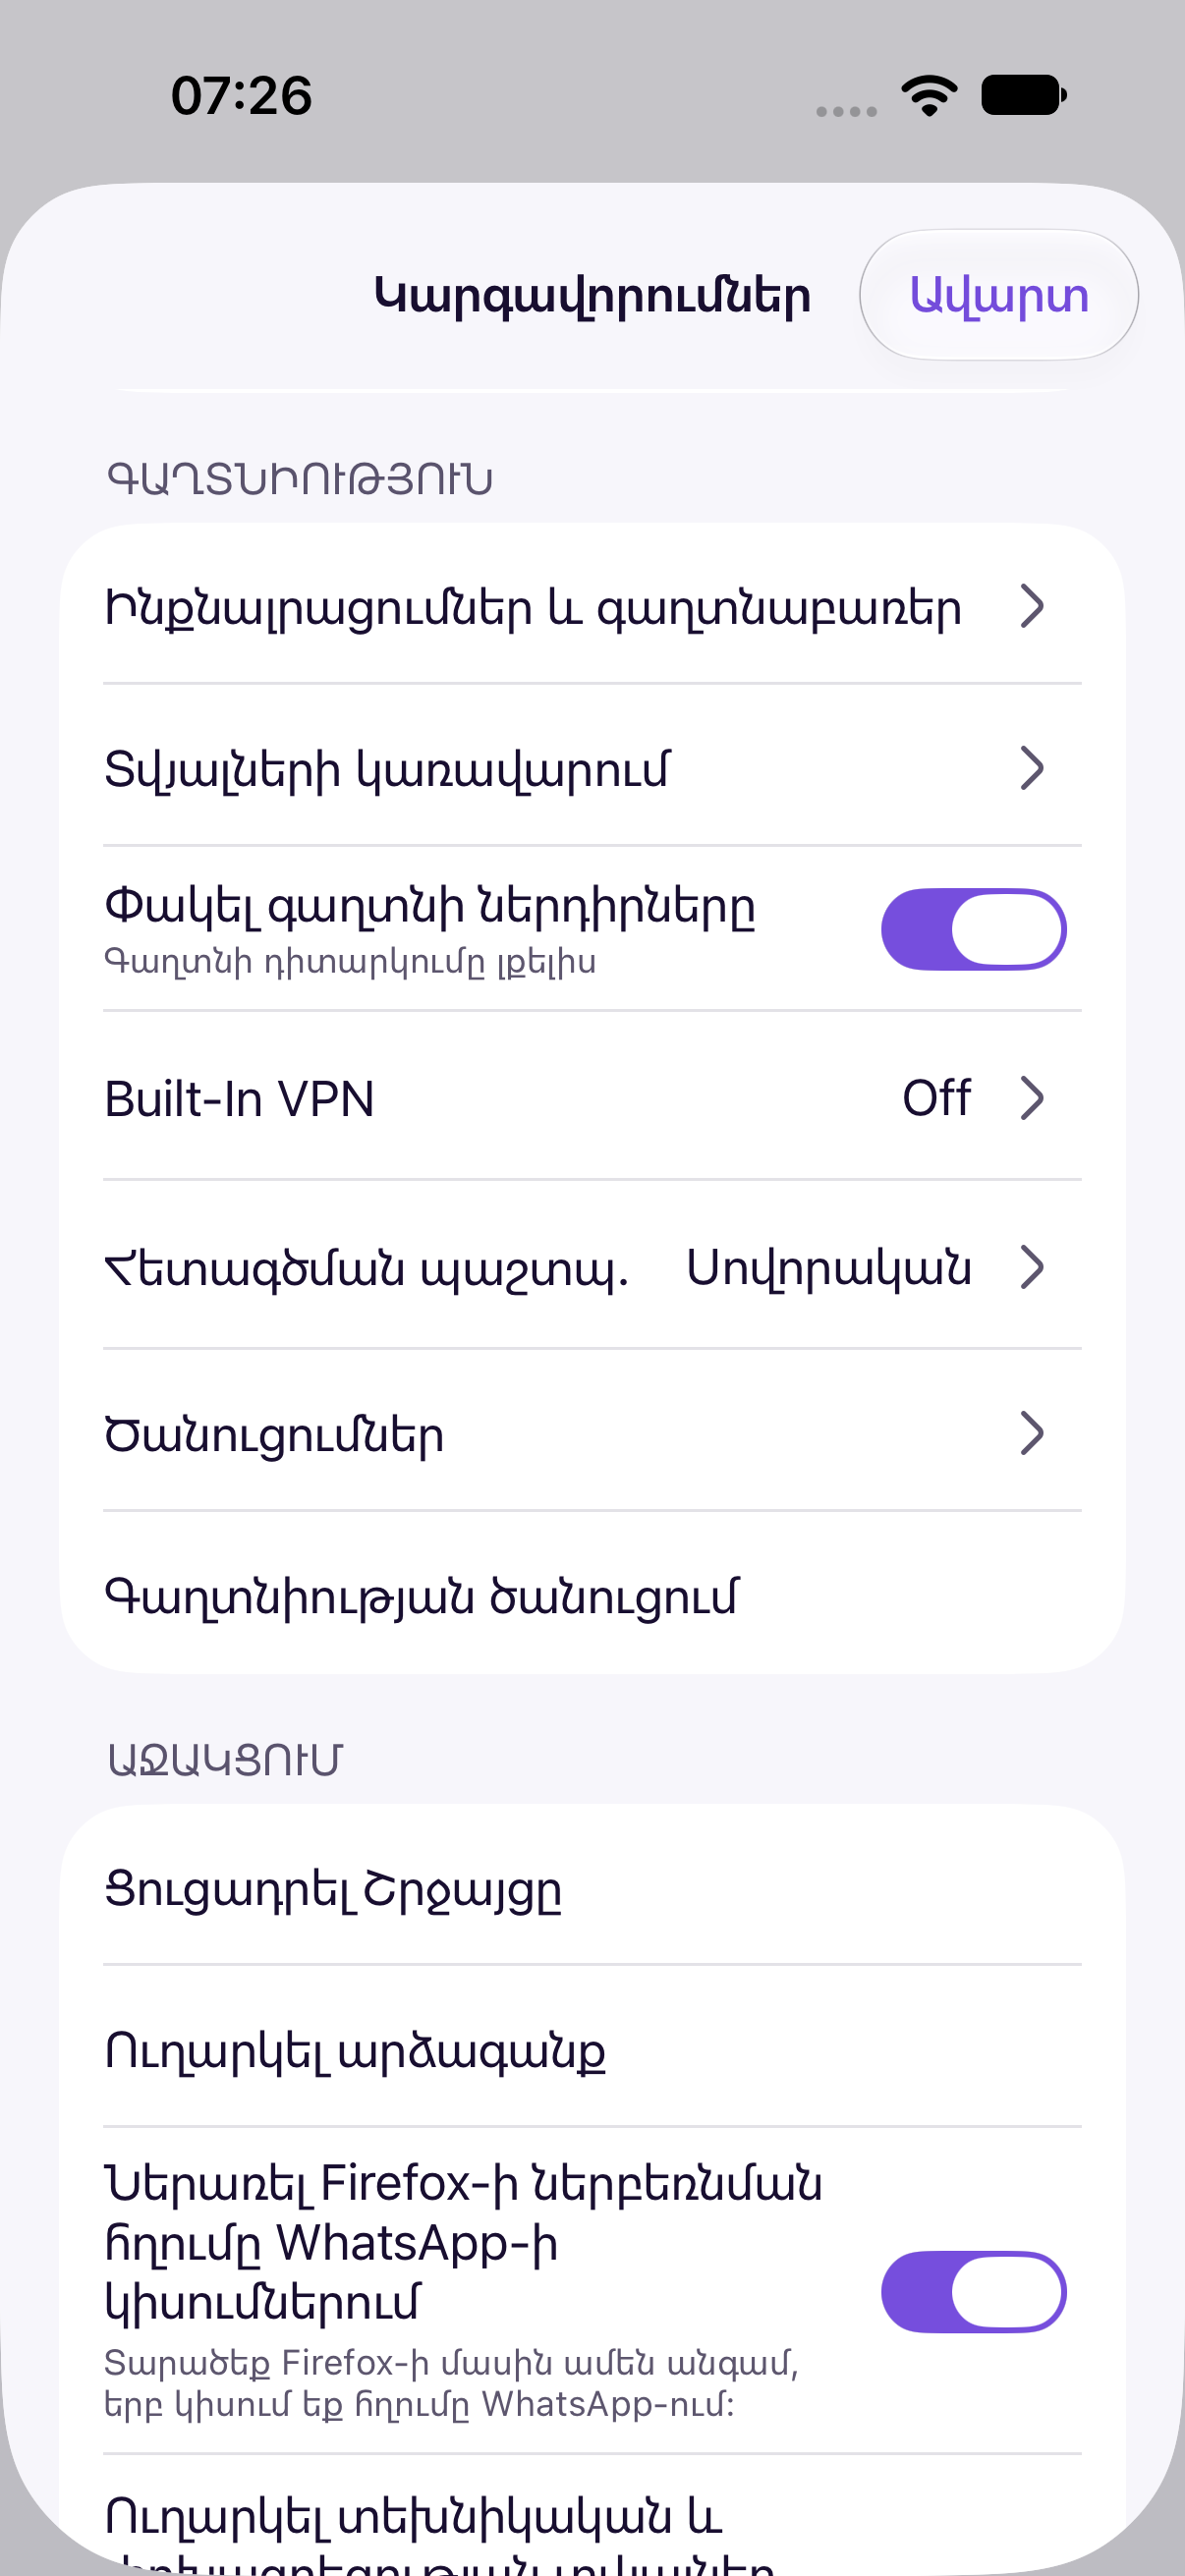 07:26
Կարգավորումներ
Ավարտ
ԳԱՂՏՆԻՈՒԹՅՈՒՆ
Ինքնալրացումներ և գաղտնաբառեր
Տվյալների կառավարում
Փակել գաղտնի ներդիրները
Գաղտնի դիտարկումը լքելիս
Built-In VPN
Off
Հետագծման պաշտպ.
Սովորական
Ծանուցումներ
Գաղտնիության ծանուցում
ԱՋԱԿՑՈՒՄ
Ցուցադրել Շրջայցը
Ուղարկել արձագանք
Ներառել Firefox-ի ներբեռնման
հղումը WhatsApp-ի
կիսումներում
Տարածեք Firefox-ի մասին ամեն անգամ,
երբ կիսում եք հղումը WhatsApp-ում:
Ուղարկել տեխնիկական և
տվյալներ